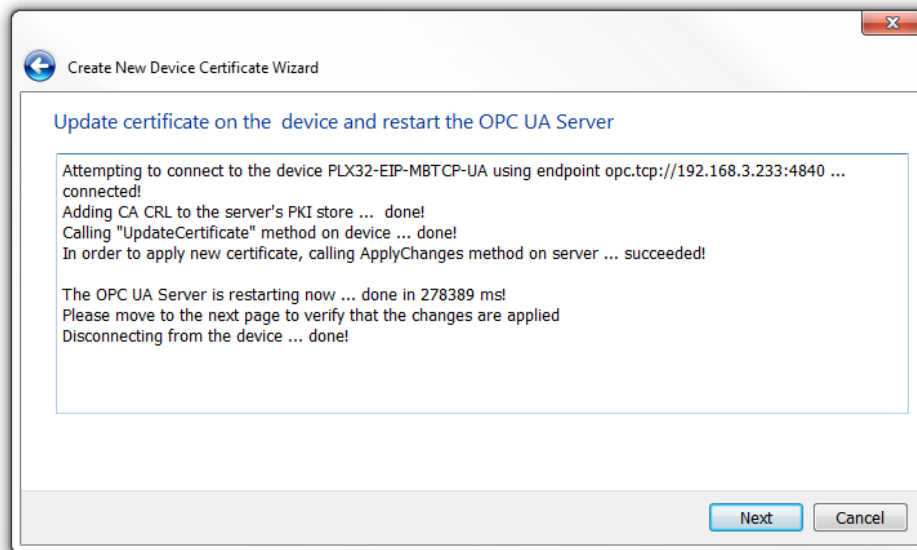 Create New Device Certificate Wizard
Update certificate on the device and restart the OPC UA Server
Attempting to connect to the device PLX32-EIP-MBTCP-UA using endpoint opc.tcp://192.168.3.233:4840 ...
connected!
Adding CA CRL to the server's PKI store ... done!
Calling "UpdateCertificate" method on device ... done!
In order to apply new certificate, calling ApplyChanges method on server ... succeeded!
The OPC UA Server is restarting now ... done in 278389 ms!
Please move to the next page to verify that the changes are applied
Disconnecting from the device ... done!
Next Cancel